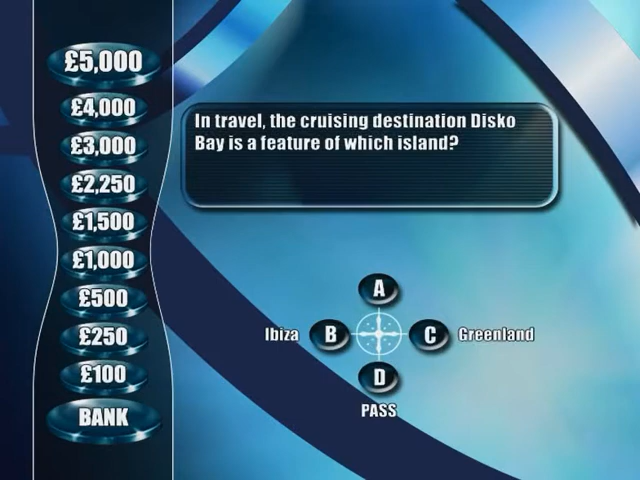 £5,000
£4,000
£3,000
£2,250
£1,500
£1,000
£500
£250
£100
BANK
In travel, the cruising destination Disko
Bay is a feature of which island?
A
Ibiza B C Greenland
D
PASS